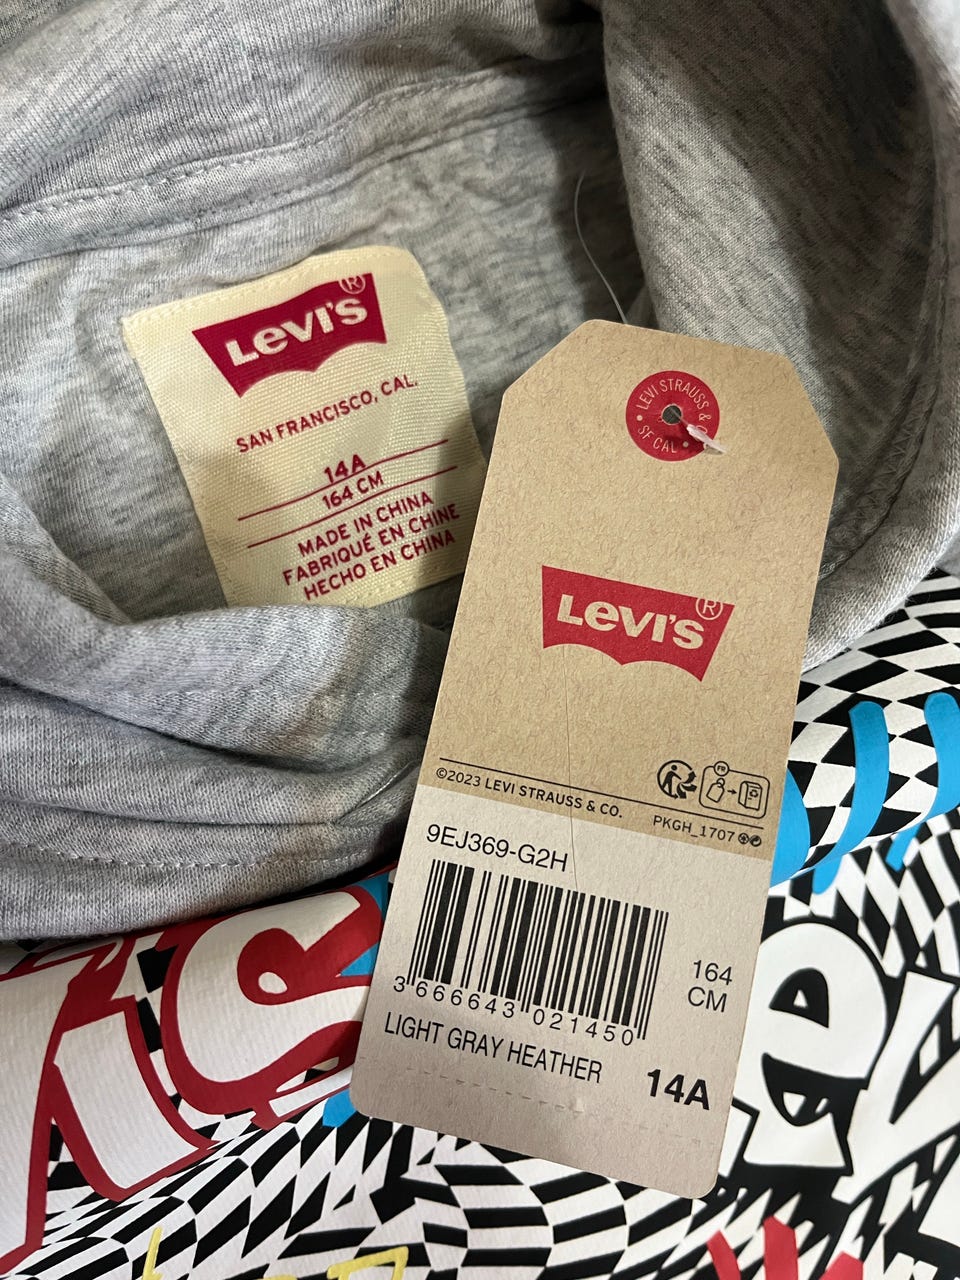 LEVI'S®
SAN FRANCISCO, CAL.
14A
164 CM
MADE IN CHINA
FABRIQUÉ EN CHINE
HECHO EN CHINA
LEVI STRAUSS &
SF CAL
LEVI'S®
FR
©2023 LEVI STRAUSS & CO.
PKGH_1707
9EJ369-G2H
3 666643 021450
164
CM
LIGHT GRAY HEATHER
14A